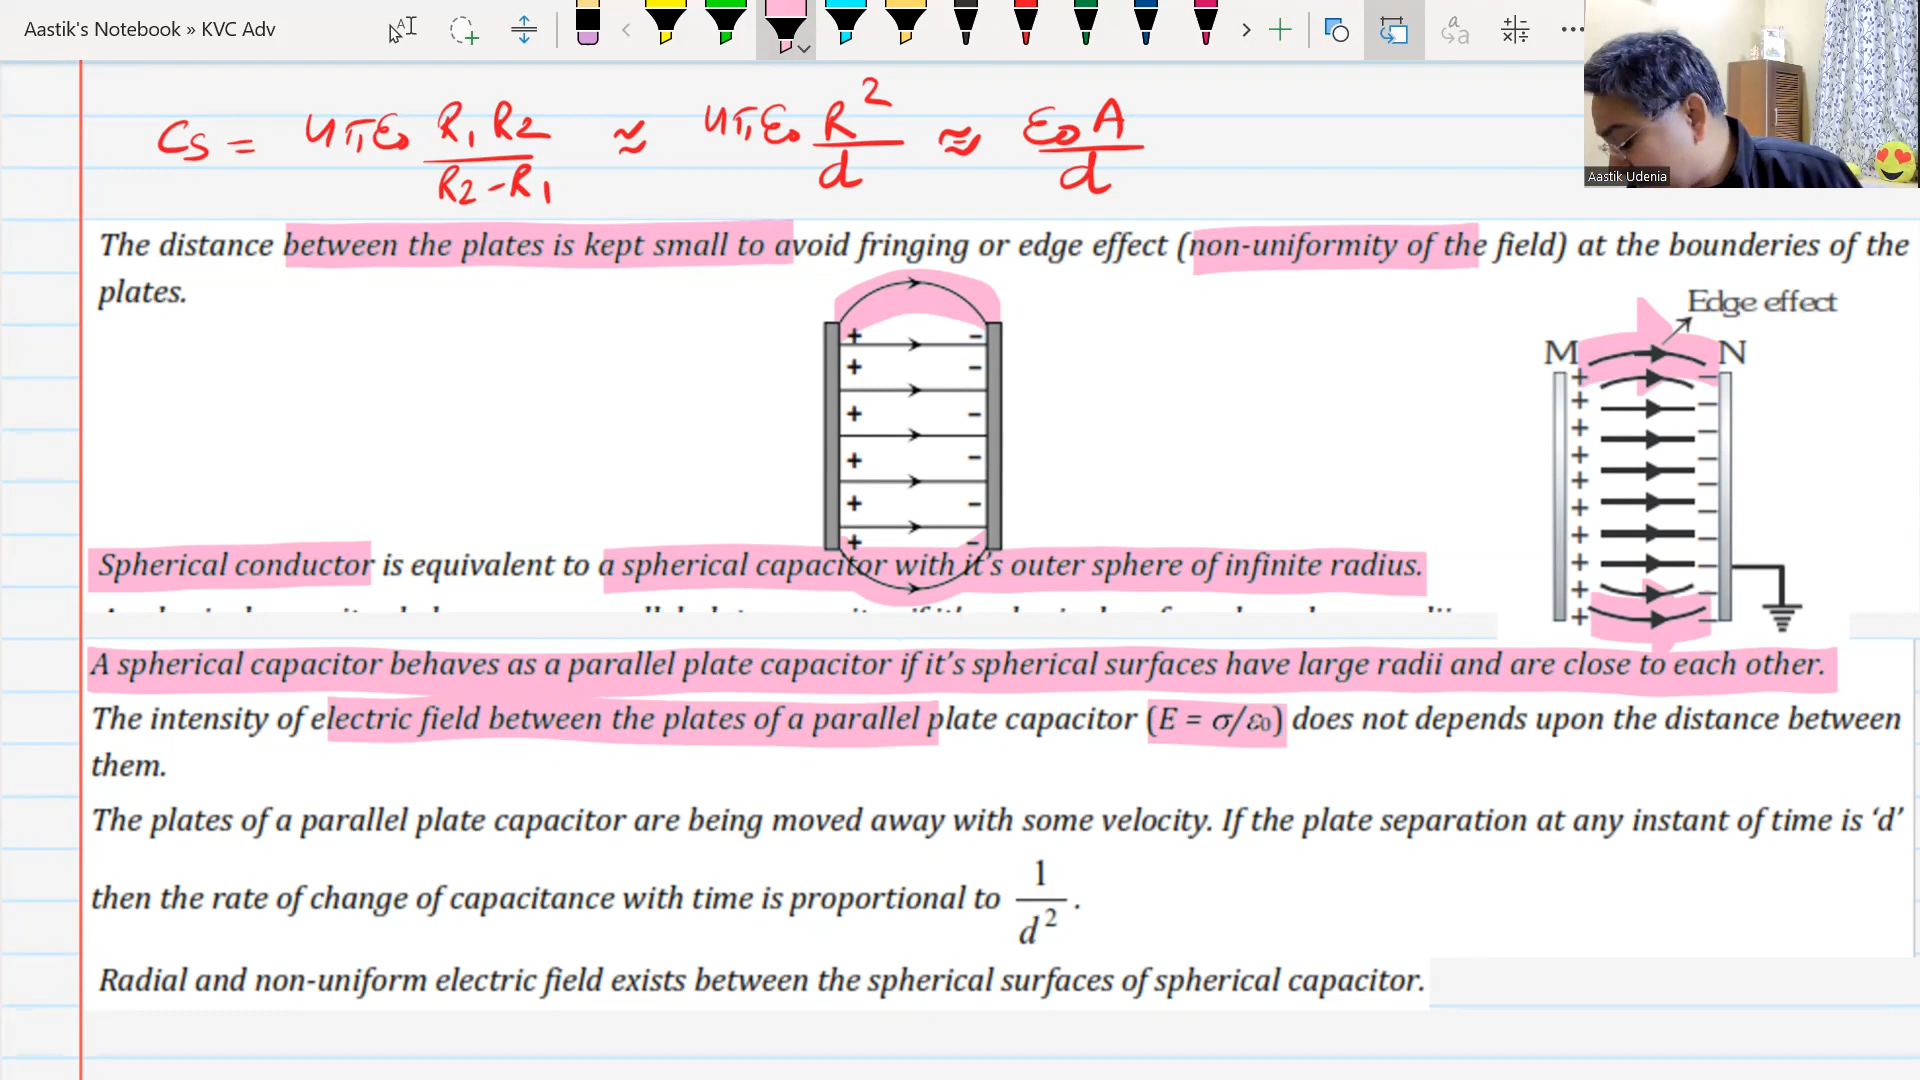 Aastik's Notebook » KVC Adv
Aastik Udenia
Cs = 4πε₀ R₁R₂/(R₂-R₁) ≈ 4πε₀ R²/d ≈ ε₀A/d
The distance between the plates is kept small to avoid fringing or edge effect (non-uniformity of the field) at the bounderies of the
plates.
Edge effect
M N
Spherical conductor is equivalent to a spherical capacitor with it's outer sphere of infinite radius.
A spherical capacitor behaves as a parallel plate capacitor if it's spherical surfaces have large radii and are close to each other.
The intensity of electric field between the plates of a parallel plate capacitor (E = σ/ε₀) does not depends upon the distance between
them.
The plates of a parallel plate capacitor are being moved away with some velocity. If the plate separation at any instant of time is 'd'
then the rate of change of capacitance with time is proportional to 1/d².
Radial and non-uniform electric field exists between the spherical surfaces of spherical capacitor.